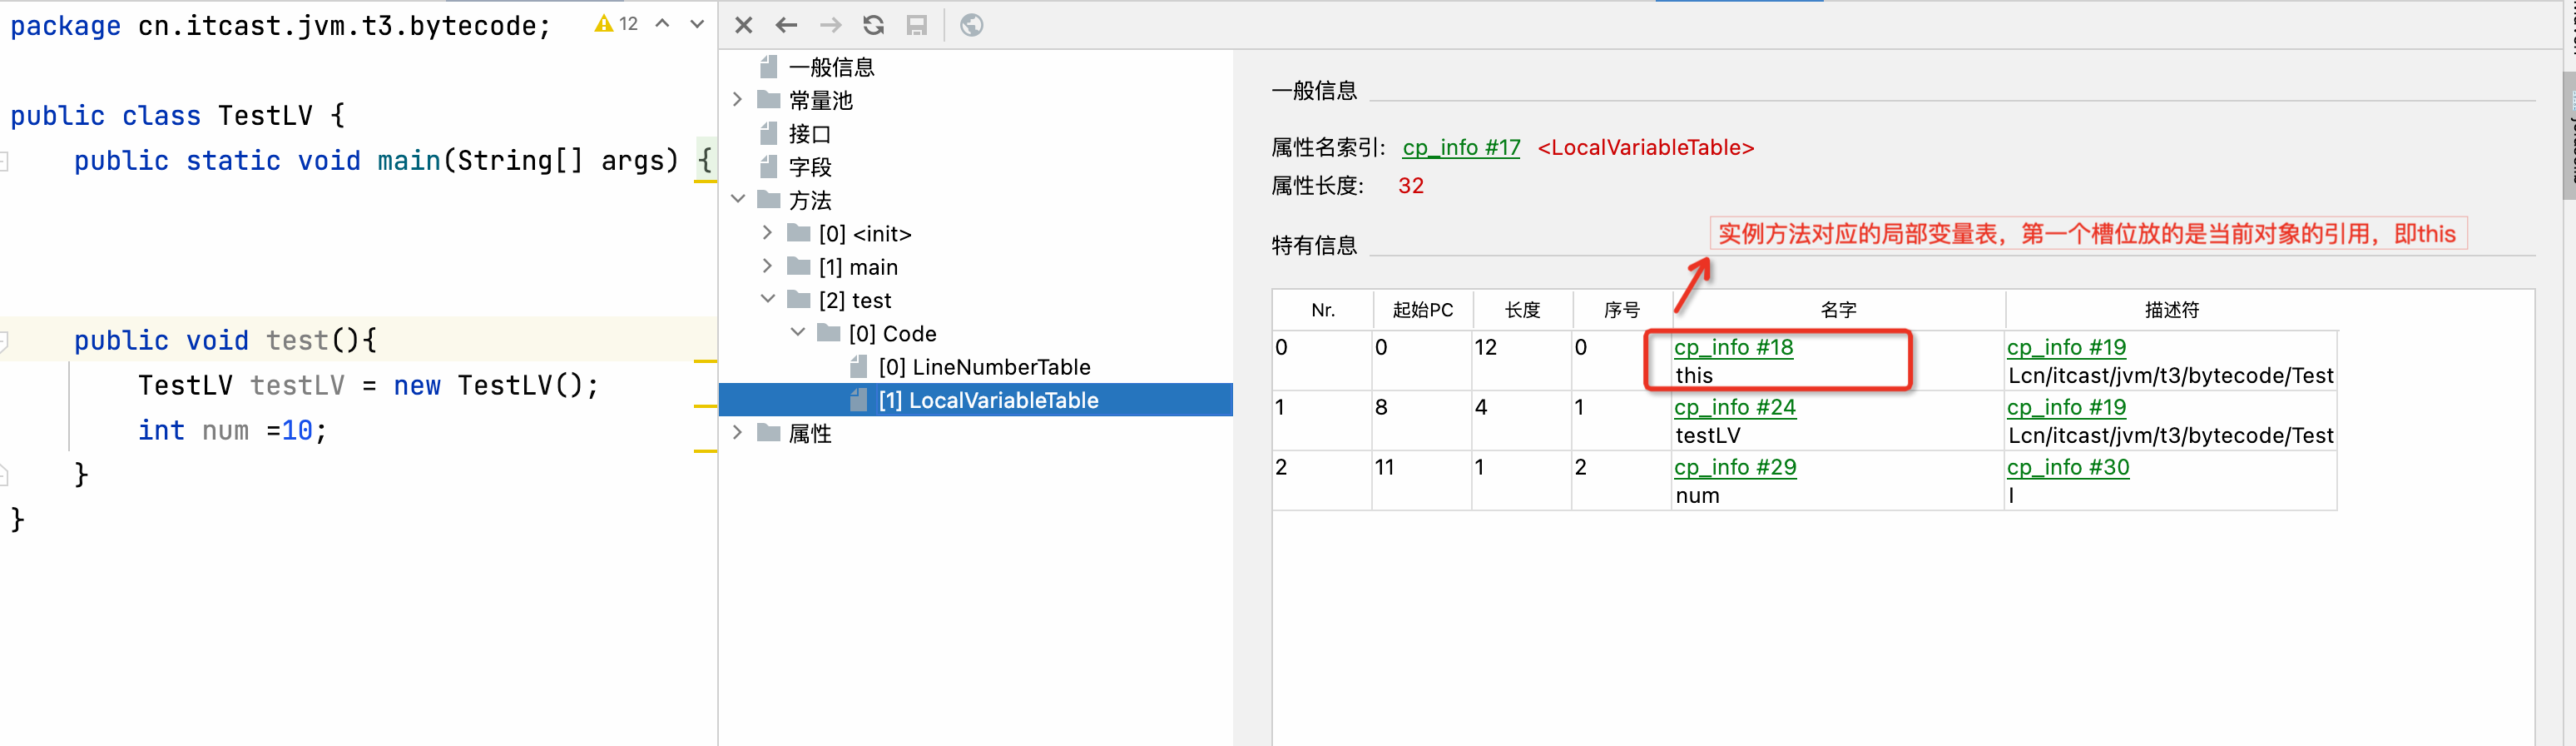 package cn.itcast.jvm.t3.bytecode;
12
public class TestLV {
public static void main(String[] args) {
public void test(){
TestLV testLV = new TestLV();
int num =10;
}
}
一般信息
常量池
接口
字段
方法
[0] <init>
[1] main
[2] test
[0] Code
[0] LineNumberTable
[1] LocalVariableTable
属性
一般信息
属性名索引: cp_info #17 <LocalVariableTable>
属性长度: 32
特有信息
实例方法对应的局部变量表，第一个槽位放的是当前对象的引用，即this
Nr. 起始PC 长度 序号 名字 描述符
0 0 12 0 cp_info #18 cp_info #19
this Lcn/itcast/jvm/t3/bytecode/Test
1 8 4 1 cp_info #24 cp_info #19
testLV Lcn/itcast/jvm/t3/bytecode/Test
2 11 1 2 cp_info #29 cp_info #30
num I